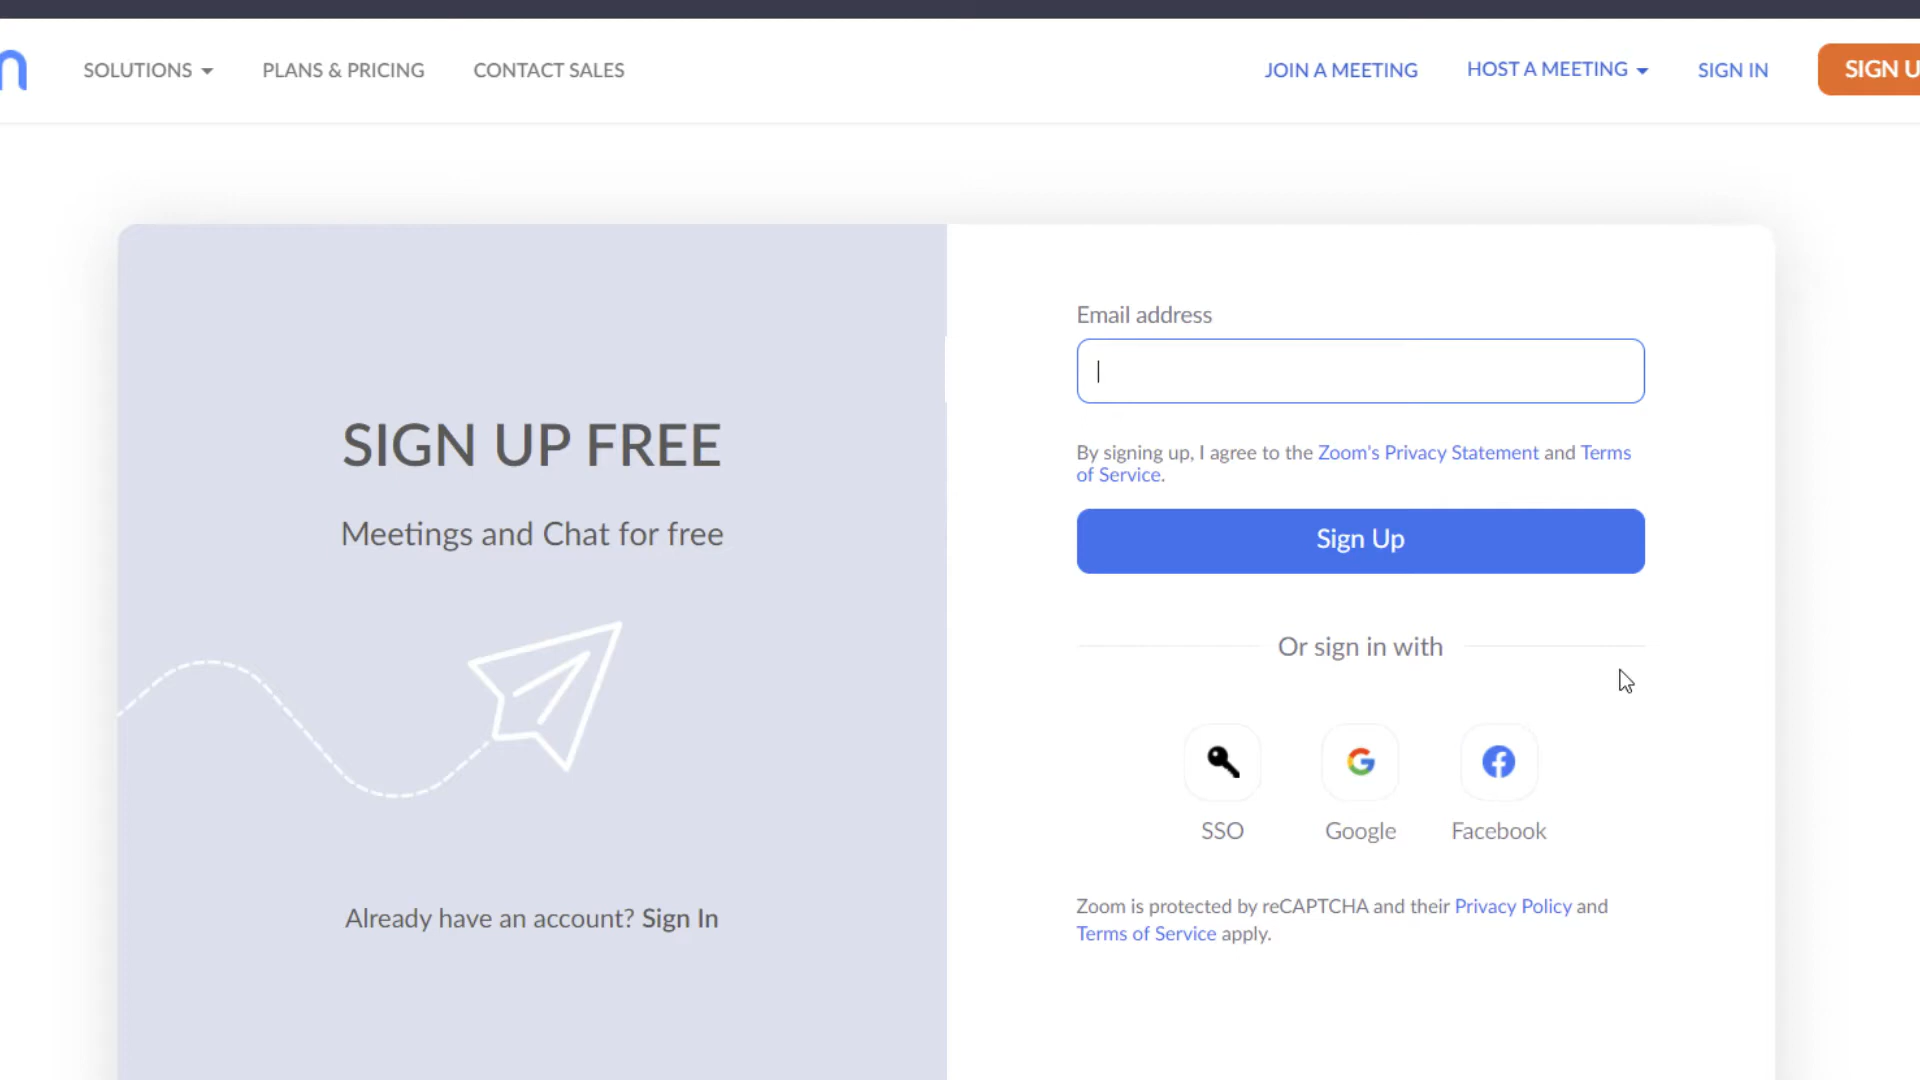 SOLUTIONS PLANS & PRICING CONTACT SALES JOIN A MEETING HOST A MEETING SIGN IN SIGN U
SIGN UP FREE
Meetings and Chat for free
Already have an account? Sign In
Email address
By signing up, I agree to the Zoom's Privacy Statement and Terms
of Service.
Sign Up
Or sign in with
SSO Google Facebook
Zoom is protected by reCAPTCHA and their Privacy Policy and
Terms of Service apply.